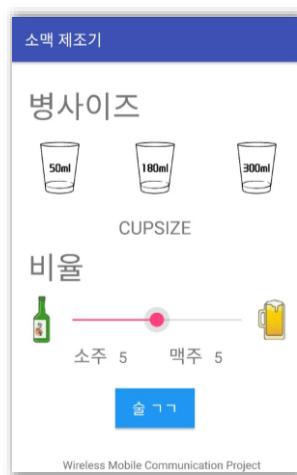 소맥 제조기
병사이즈
50ml 180ml 300ml
CUPSIZE
비율
소주 5 맥주 5
술 ㄱㄱ
Wireless Mobile Communication Project